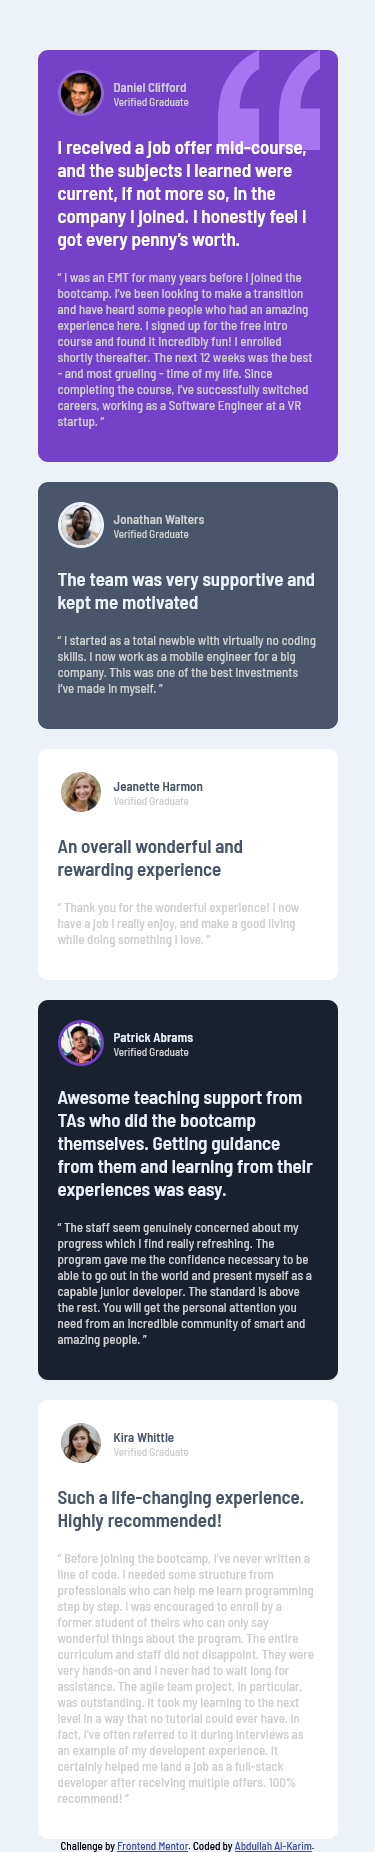 Daniel Clifford
Verified Graduate
I received a job offer mid-course,
and the subjects I learned were
current, if not more so, in the
company I joined. I honestly feel I
got every penny’s worth.
“ I was an EMT for many years before I joined the
bootcamp. I’ve been looking to make a transition
and have heard some people who had an amazing
experience here. I signed up for the free intro
course and found it incredibly fun! I enrolled
shortly thereafter. The next 12 weeks was the best
- and most grueling - time of my life. Since
completing the course, I’ve successfully switched
careers, working as a Software Engineer at a VR
startup. ”
Jonathan Walters
Verified Graduate
The team was very supportive and
kept me motivated
“ I started as a total newbie with virtually no coding
skills. I now work as a mobile engineer for a big
company. This was one of the best investments
I’ve made in myself. ”
Jeanette Harmon
Verified Graduate
An overall wonderful and
rewarding experience
“ Thank you for the wonderful experience! I now
have a job I really enjoy, and make a good living
while doing something I love. ”
Patrick Abrams
Verified Graduate
Awesome teaching support from
TAs who did the bootcamp
themselves. Getting guidance
from them and learning from their
experiences was easy.
“ The staff seem genuinely concerned about my
progress which I find really refreshing. The
program gave me the confidence necessary to be
able to go out in the world and present myself as a
capable junior developer. The standard is above
the rest. You will get the personal attention you
need from an incredible community of smart and
amazing people. ”
Kira Whittle
Verified Graduate
Such a life-changing experience.
Highly recommended!
“ Before joining the bootcamp, I’ve never written a
line of code. I needed some structure from
professionals who can help me learn programming
step by step. I was encouraged to enroll by a
former student of theirs who can only say
wonderful things about the program. The entire
curriculum and staff did not disappoint. They were
very hands-on and I never had to wait long for
assistance. The agile team project, in particular,
was outstanding. It took my learning to the next
level in a way that no tutorial could ever have. In
fact, I’ve often referred to it during interviews as
an example of my developent experience. It
certainly helped me land a job as a full-stack
developer after receiving multiple offers. 100%
recommend! ”
Challenge by Frontend Mentor. Coded by Abdullah Al-Karim.